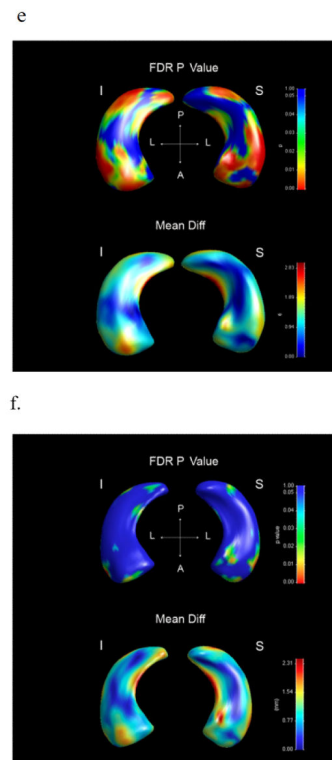 e
FDR P Value
I
S
P
L
L
A
1.00
0.05
0.04
0.03
0.02
0.01
0.00
p
Mean Diff
I
S
2.83
1.89
0.94
0.00
f.
FDR P Value
I
S
P
L
L
A
1.00
0.05
0.04
0.03
0.02
0.01
0.00
p value
Mean Diff
I
S
2.31
1.54
0.77
0.00
(mm)